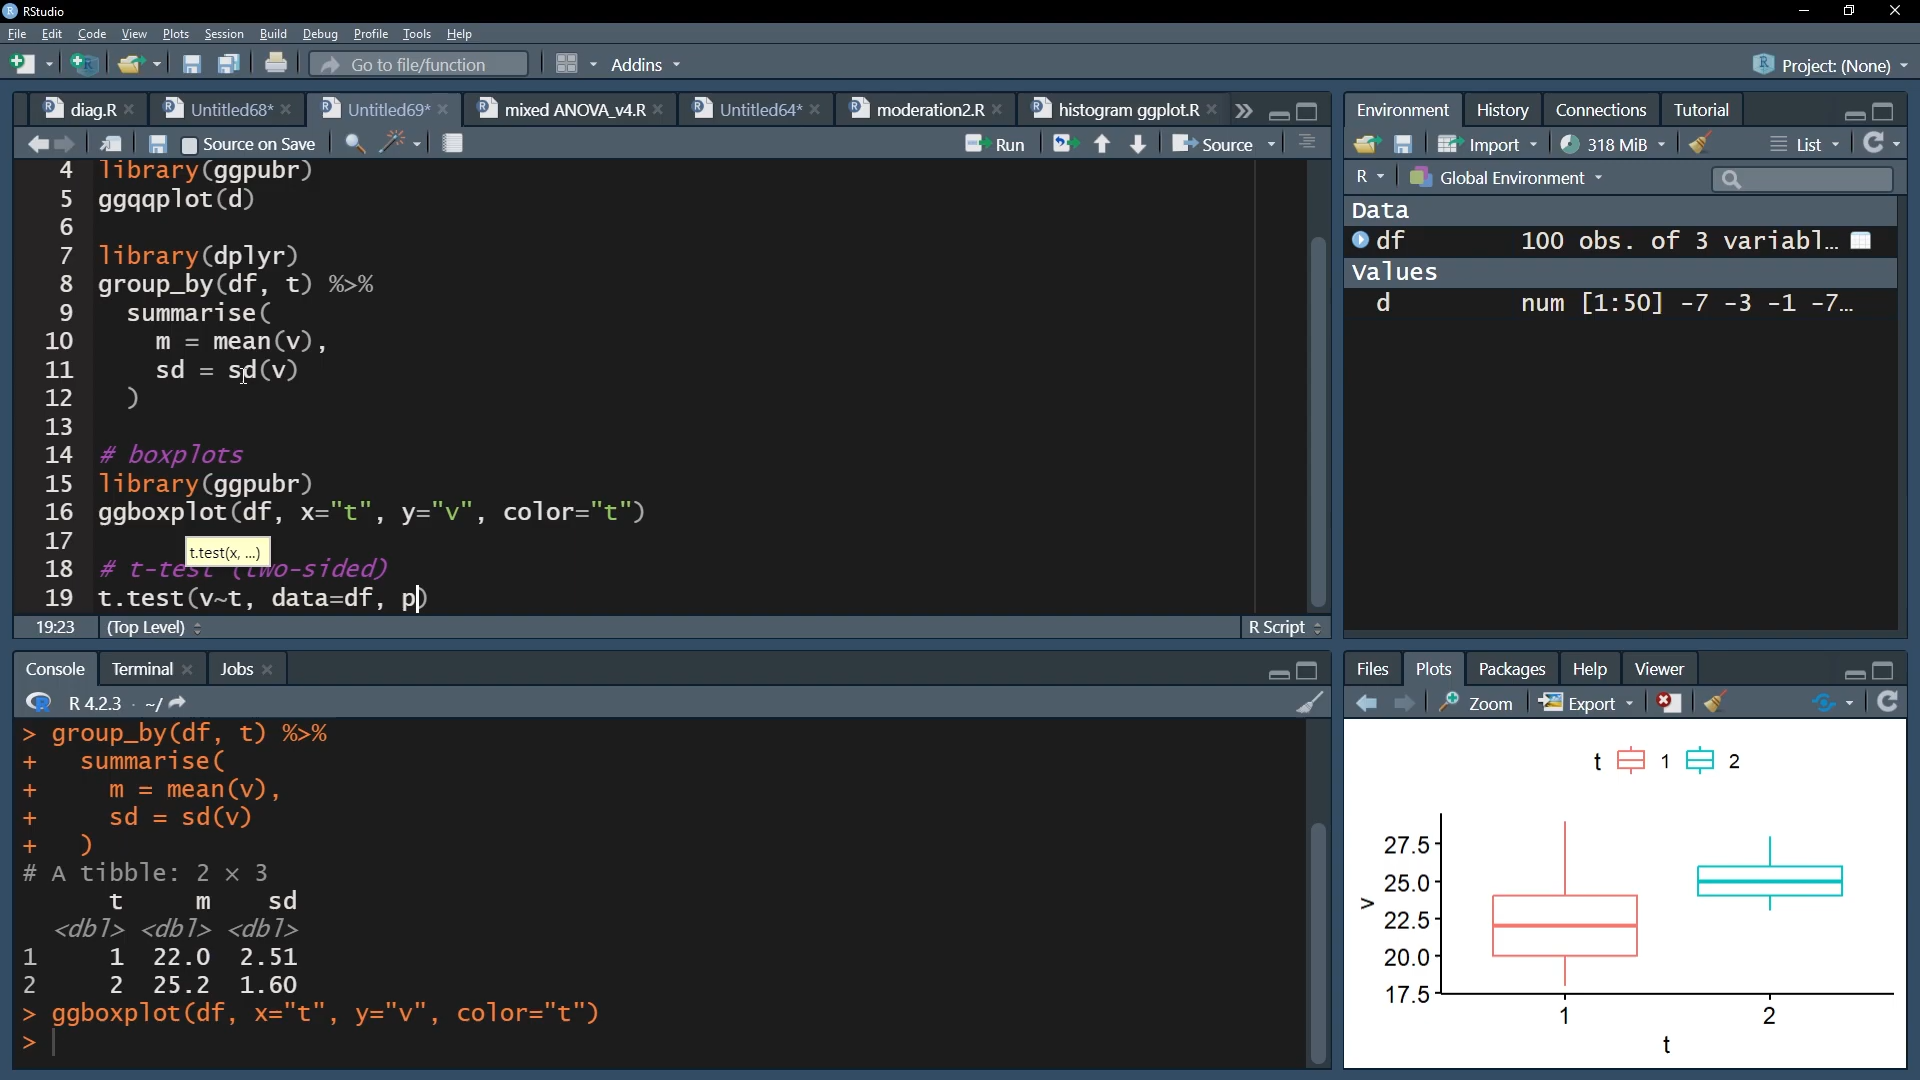 RStudio
File Edit Code View Plots Session Build Debug Profile Tools Help
Go to file/function Addins Project: (None)
diag.R Untitled68* Untitled69* mixed ANOVA_v4.R Untitled64* moderation2.R histogram ggplot.R
Source on Save Run Source
4 library(ggpubr)
5 ggqqplot(d)
6
7 library(dplyr)
8 group_by(df, t) %>%
9 summarise(
10 m = mean(v),
11 sd = sd(v)
12 )
13
14 # boxplots
15 library(ggpubr)
16 ggboxplot(df, x="t", y="v", color="t")
17
t.test(x, ...)
18 # t-test (two-sided)
19 t.test(v~t, data=df, p)
19:23 (Top Level) R Script
Console Terminal Jobs
R 4.2.3 · ~/
> group_by(df, t) %>%
+ summarise(
+ m = mean(v),
+ sd = sd(v)
+ )
# A tibble: 2 × 3
t m sd
<dbl> <dbl> <dbl>
1 1 22.0 2.51
2 2 25.2 1.60
> ggboxplot(df, x="t", y="v", color="t")
>
Environment History Connections Tutorial
Import 318 MiB List
R Global Environment
Data
df 100 obs. of 3 variabl…
Values
d num [1:50] -7 -3 -1 -7…
Files Plots Packages Help Viewer
Zoom Export
t 1 2
27.5
25.0
22.5
20.0
17.5
v
1 2
t